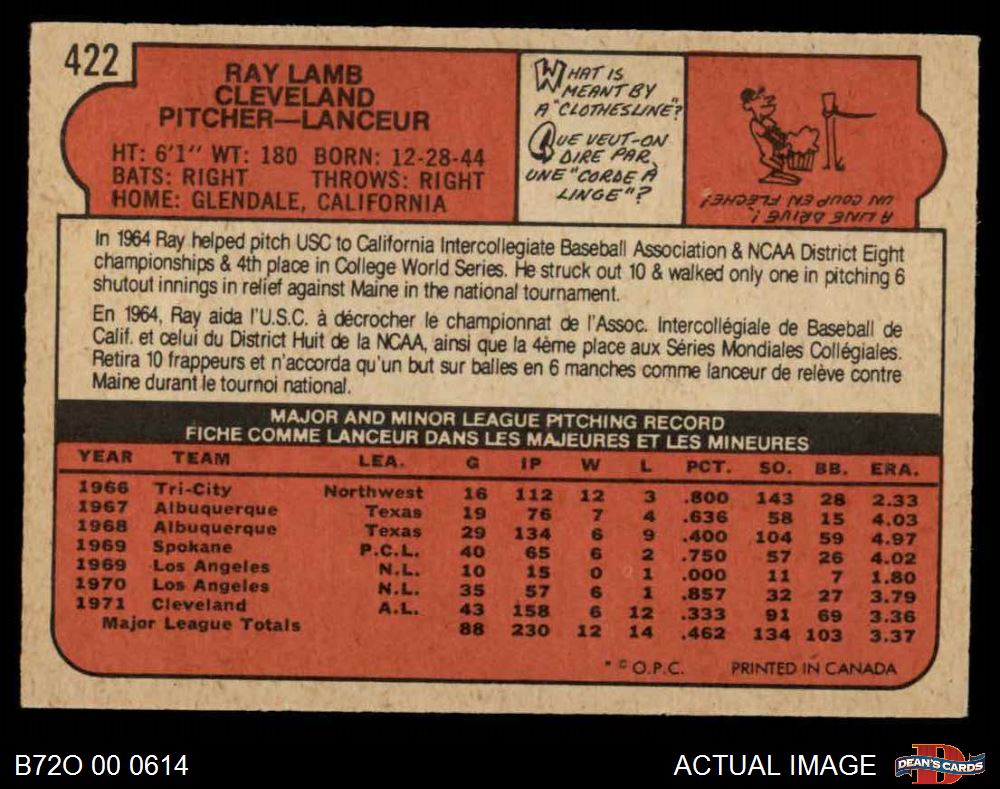 422
RAY LAMB
CLEVELAND
PITCHER—LANCEUR
HT: 6'1" WT: 180 BORN: 12-28-44
BATS: RIGHT THROWS: RIGHT
HOME: GLENDALE, CALIFORNIA
WHAT IS
MEANT BY
A "CLOTHESLINE"?
QUE VEUT-ON
DIRE PAR
UNE "CORDE À
LINGE"?
A LINE DRIVE!
UN COUP EN FLECHE!
In 1964 Ray helped pitch USC to California Intercollegiate Baseball Association & NCAA District Eight
championships & 4th place in College World Series. He struck out 10 & walked only one in pitching 6
shutout innings in relief against Maine in the national tournament.
En 1964, Ray aida l'U.S.C. à décrocher le championnat de l'Assoc. Intercollégiale de Baseball de
Calif. et celui du District Huit de la NCAA, ainsi que la 4ème place aux Séries Mondiales Collégiales.
Retira 10 frappeurs et n'accorda qu'un but sur balles en 6 manches comme lanceur de relève contre
Maine durant le tournoi national.
MAJOR AND MINOR LEAGUE PITCHING RECORD
FICHE COMME LANCEUR DANS LES MAJEURES ET LES MINEURES
YEAR TEAM LEA. G IP W L PCT. SO. BB. ERA.
1966 Tri-City Northwest 16 112 12 3 .800 143 28 2.33
1967 Albuquerque Texas 19 76 7 4 .636 58 15 4.03
1968 Albuquerque Texas 29 134 6 9 .400 104 59 4.97
1969 Spokane P.C.L. 40 65 6 2 .750 57 26 4.02
1969 Los Angeles N.L. 10 15 0 1 .000 11 7 1.80
1970 Los Angeles N.L. 35 57 6 1 .857 32 27 3.79
1971 Cleveland A.L. 43 158 6 12 .333 91 69 3.36
Major League Totals 88 230 12 14 .462 134 103 3.37
* © O.P.C. PRINTED IN CANADA
B72O 00 0614
ACTUAL IMAGE
DEAN'S CARDS